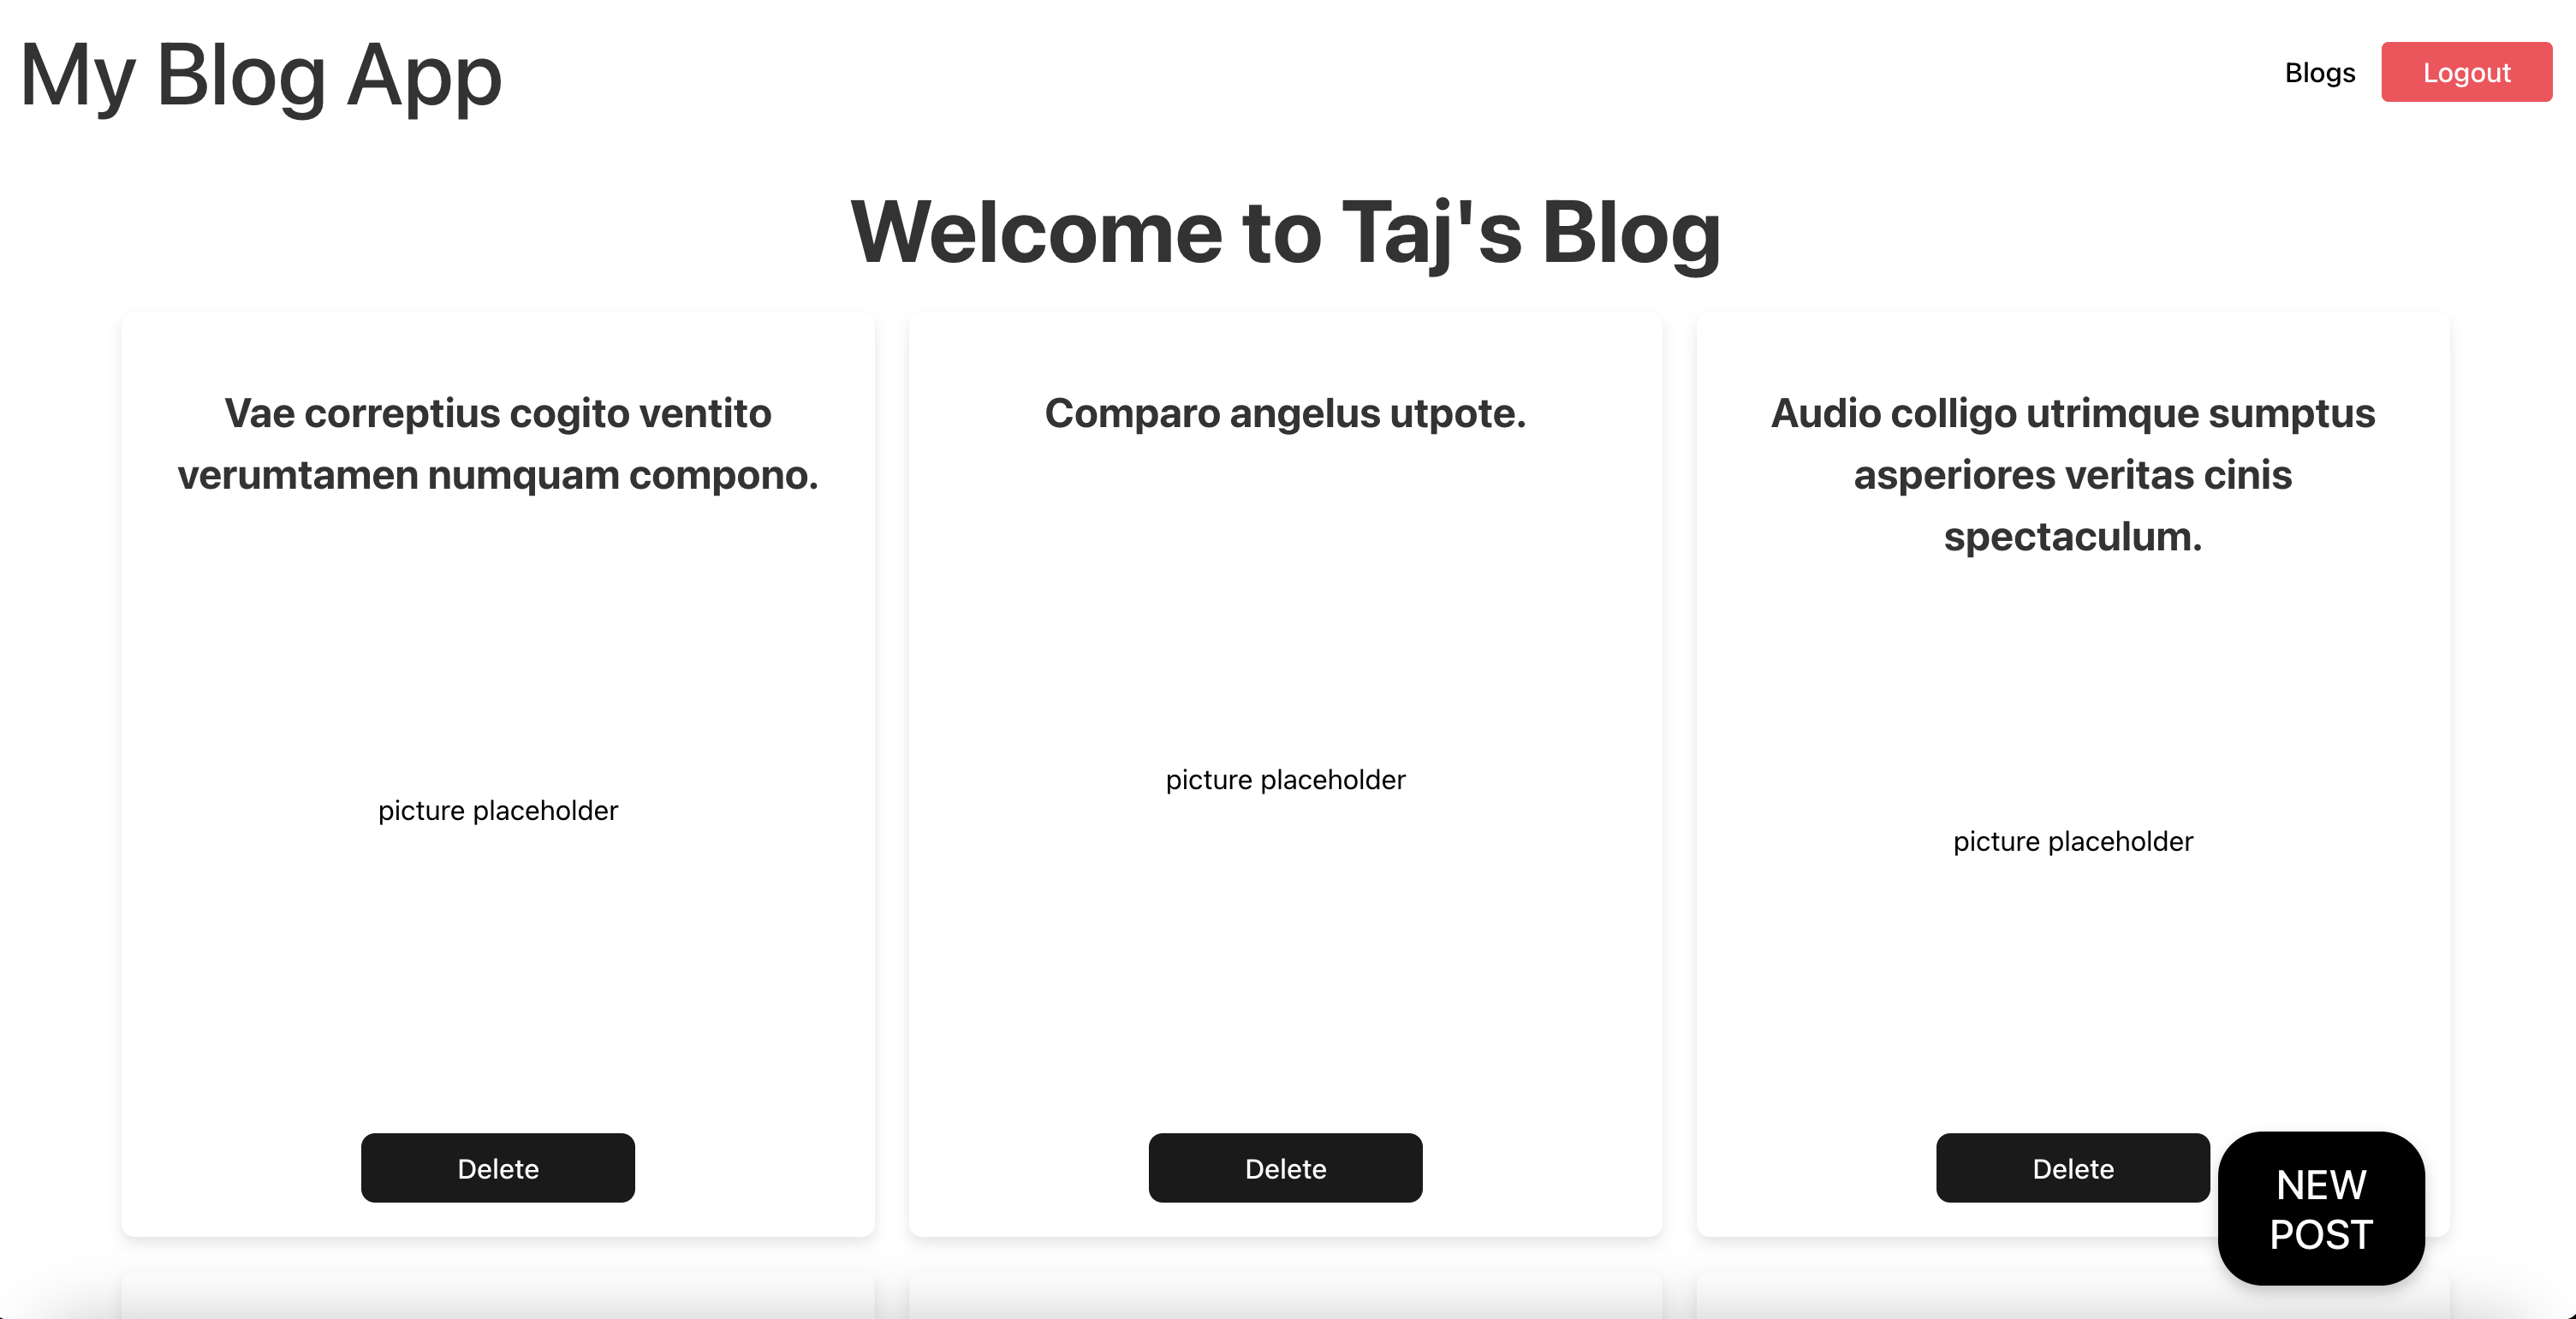 My Blog App
Blogs
Logout
Welcome to Taj's Blog
Vae correptius cogito ventito
verumtamen numquam compono.
picture placeholder
Delete
Comparo angelus utpote.
picture placeholder
Delete
Audio colligo utrimque sumptus
asperiores veritas cinis
spectaculum.
picture placeholder
Delete
NEW
POST